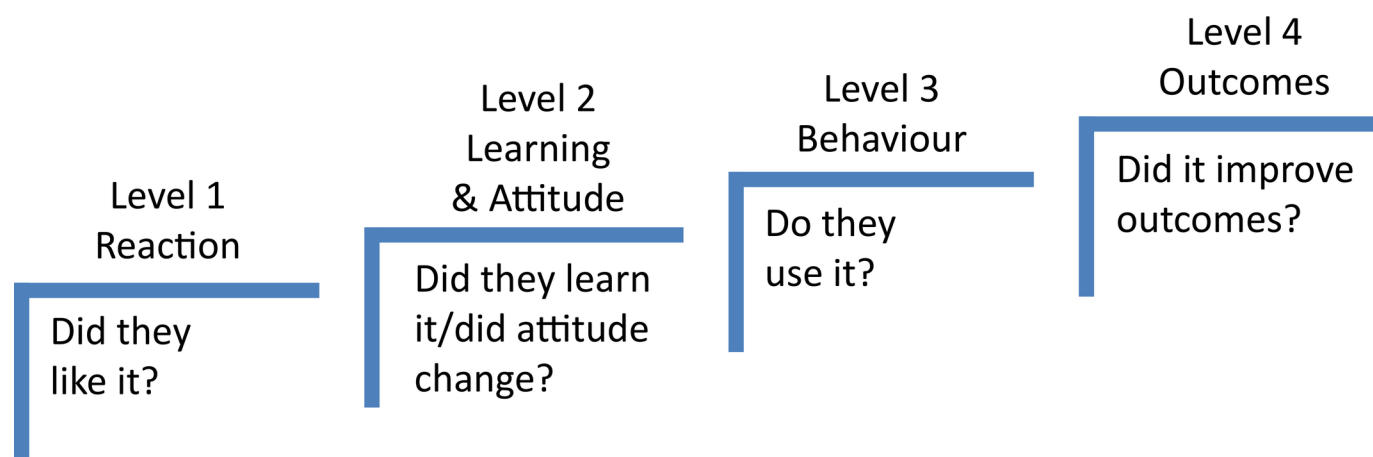 Level 1
Reaction
Did they
like it?
Level 2
Learning
& Attitude
Did they learn
it/did attitude
change?
Level 3
Behaviour
Do they
use it?
Level 4
Outcomes
Did it improve
outcomes?